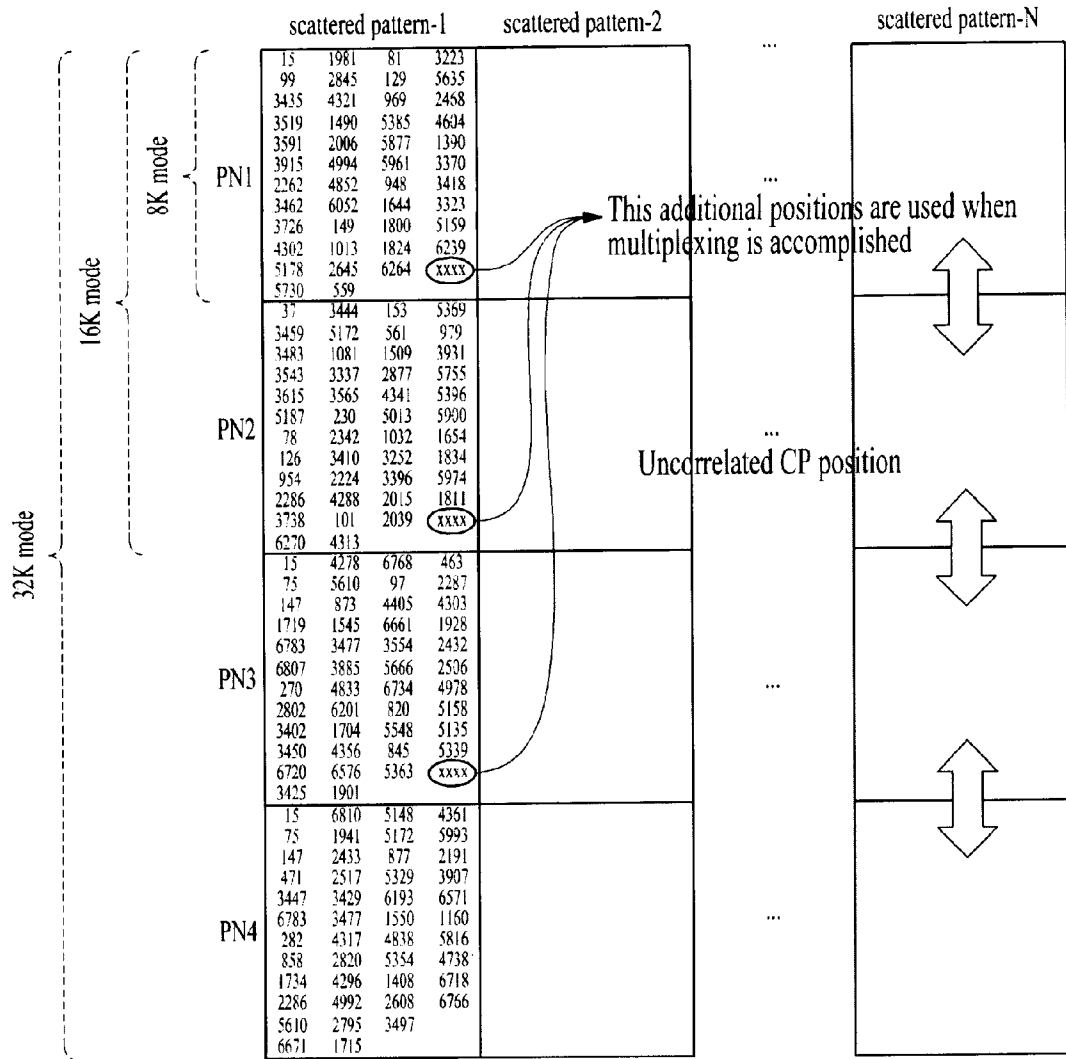 scattered pattern-1 scattered pattern-2 ... scattered pattern-N
32K mode
16K mode
8K mode
PN1
15 1981 81 3223
99 2845 129 5635
3435 4321 969 2468
3519 1490 5385 4604
3591 2006 5877 1390
3915 4994 5961 3370
2262 4852 948 3418
3462 6052 1644 3323
3726 149 1800 5159
4302 1013 1824 6239
5178 2645 6264 XXXX
5730 559
...
This additional positions are used when
multiplexing is accomplished
PN2
37 3444 153 5369
3459 5172 561 979
3483 1081 1509 3931
3543 3337 2877 5755
3615 3565 4341 5396
5187 230 5013 5900
78 2342 1032 1654
126 3410 3252 1834
954 2224 3396 5974
2286 4288 2015 1811
3738 101 2039 XXXX
6270 4313
...
Uncorrelated CP position
PN3
15 4278 6768 463
75 5610 97 2287
147 873 4405 4303
1719 1545 6661 1928
6783 3477 3554 2432
6807 3885 5666 2506
270 4833 6734 4978
2802 6201 820 5158
3402 1704 5548 5135
3450 4356 845 5339
6720 6576 5363 XXXX
3425 1901
...
PN4
15 6810 5148 4361
75 1941 5172 5993
147 2433 877 2191
471 2517 5329 3907
3447 3429 6193 6571
6783 3477 1550 1160
282 4317 4838 5816
858 2820 5354 4738
1734 4296 1408 6718
2286 4992 2608 6766
5610 2795 3497
6671 1715
...